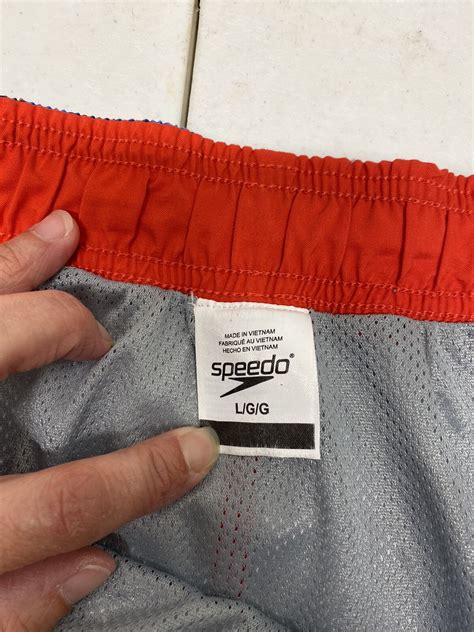 MADE IN VIETNAM
FABRIQUÉ AU VIETNAM
HECHO EN VIETNAM
speedo®
L/G/G